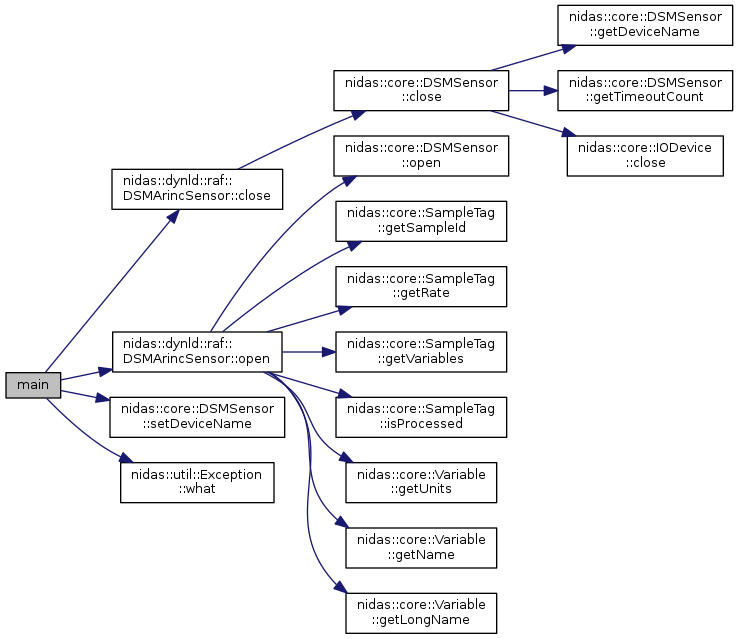 main
nidas::dynld::raf::
DSMArincSensor::close
nidas::dynld::raf::
DSMArincSensor::open
nidas::core::DSMSensor
::setDeviceName
nidas::util::Exception
::what
nidas::core::DSMSensor
::close
nidas::core::DSMSensor
::open
nidas::core::SampleTag
::getSampleId
nidas::core::SampleTag
::getRate
nidas::core::SampleTag
::getVariables
nidas::core::SampleTag
::isProcessed
nidas::core::Variable
::getUnits
nidas::core::Variable
::getName
nidas::core::Variable
::getLongName
nidas::core::DSMSensor
::getDeviceName
nidas::core::DSMSensor
::getTimeoutCount
nidas::core::IODevice
::close